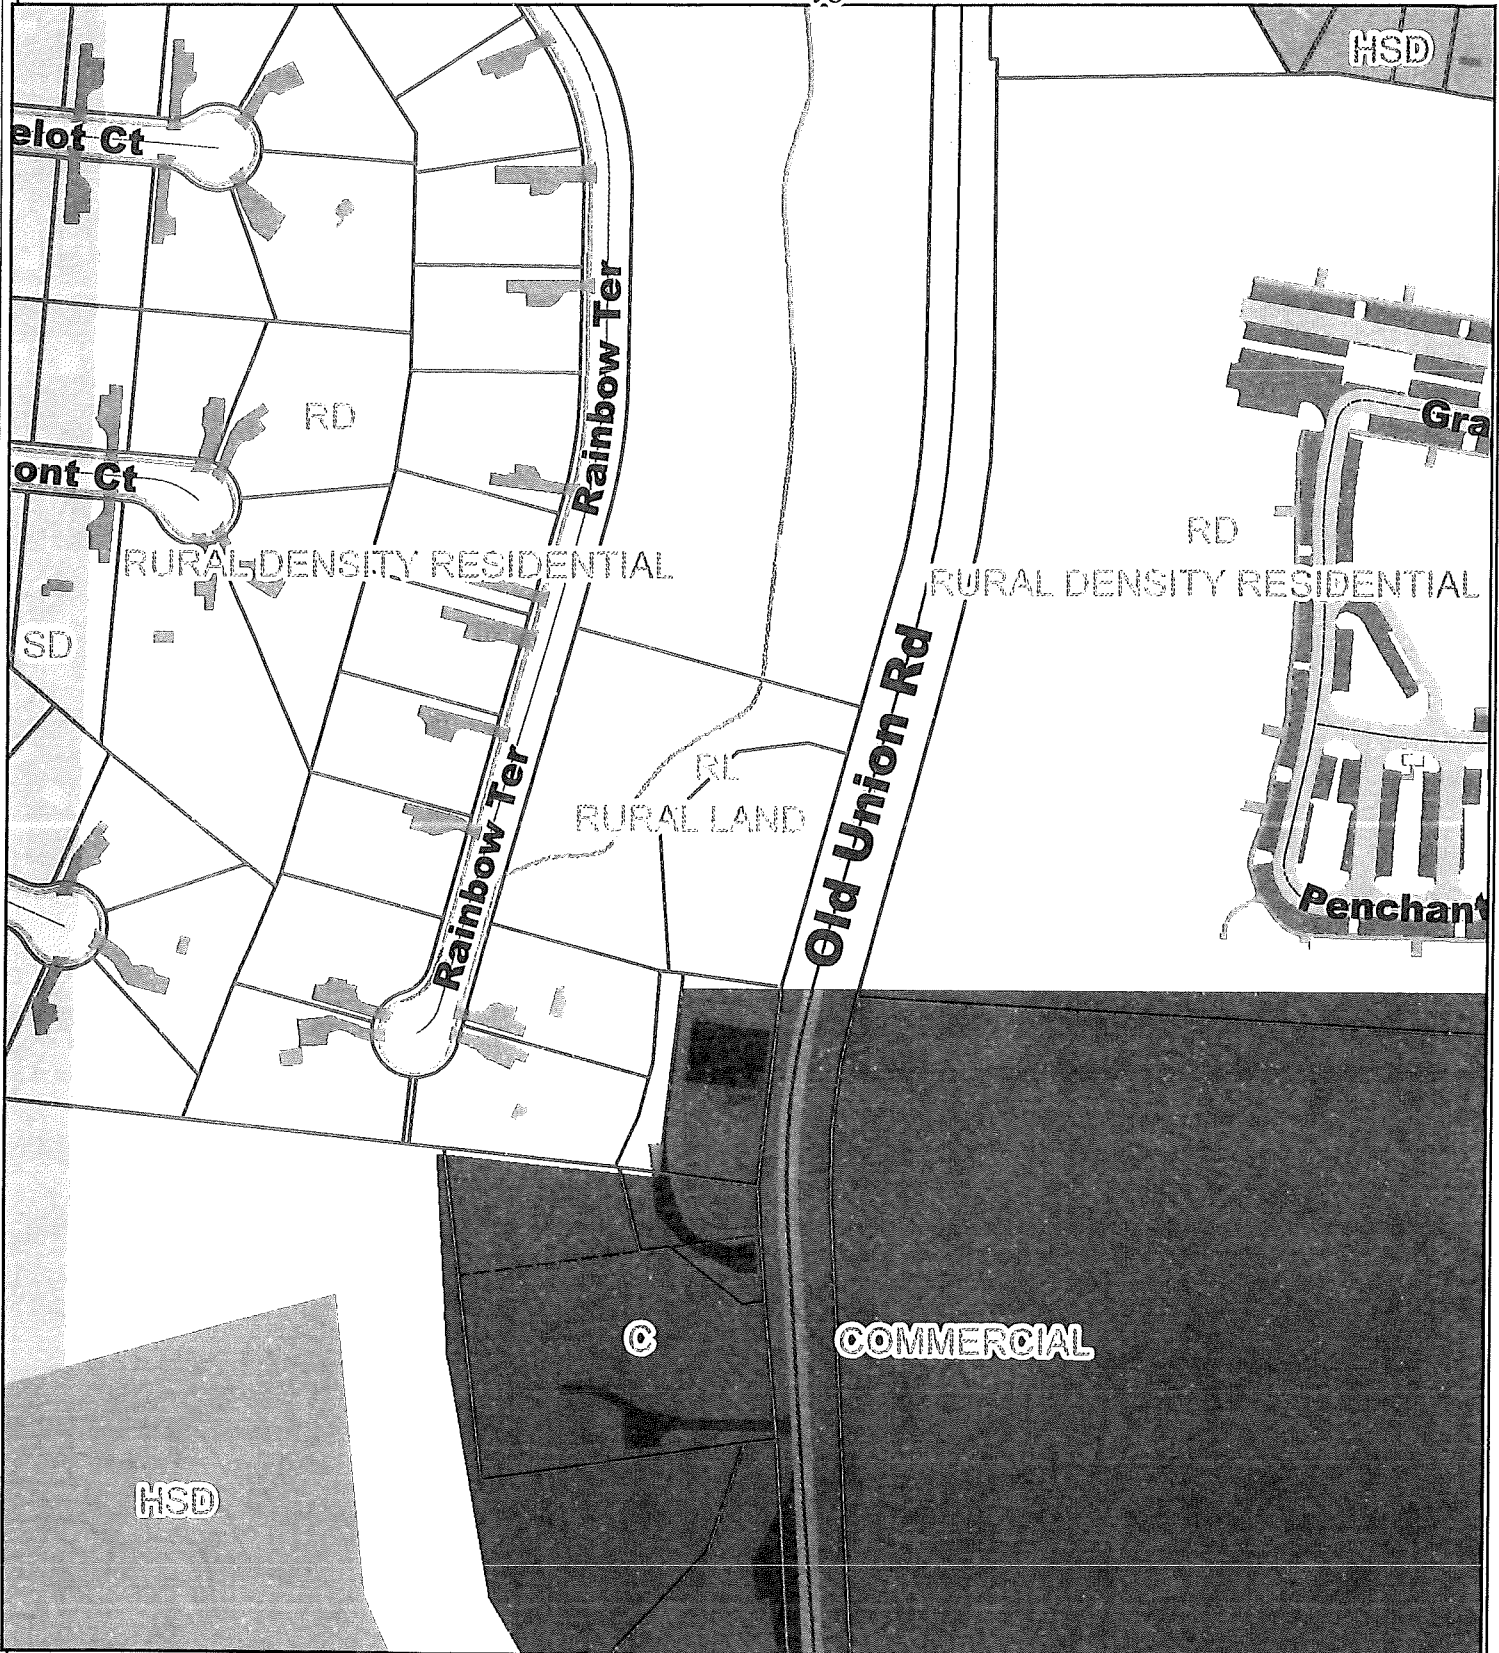 HSD
elot Ct
Rainbow Ter
RD
Gra
ont Ct
RD
RURAL DENSITY RESIDENTIAL
RURAL DENSITY RESIDENTIAL
SD
Old Union Rd
RL
RURAL LAND
Rainbow Ter
Penchant
C
COMMERCIAL
HSD